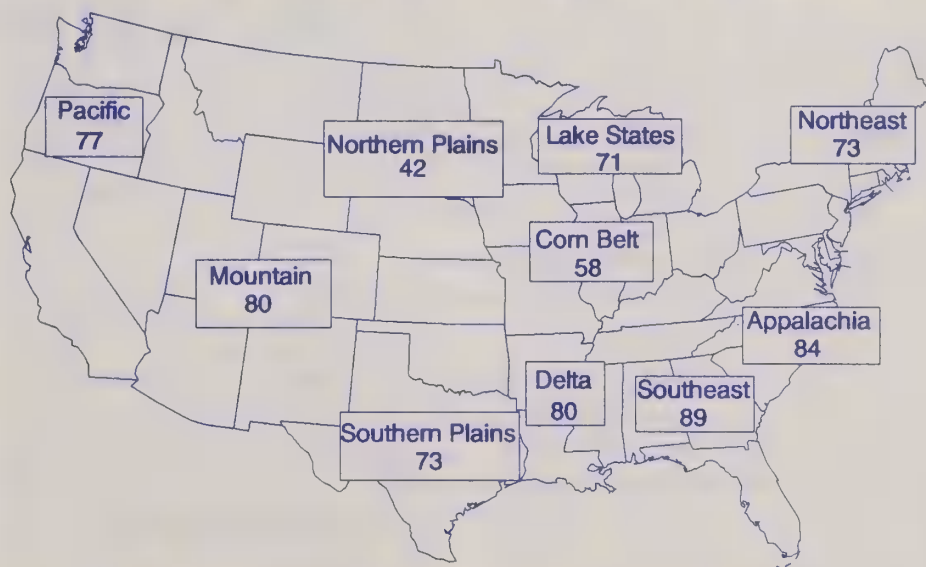 Pacific
77
Northern Plains
42
Lake States
71
Northeast
73
Corn Belt
58
Mountain
80
Appalachia
84
Delta
80
Southeast
89
Southern Plains
73